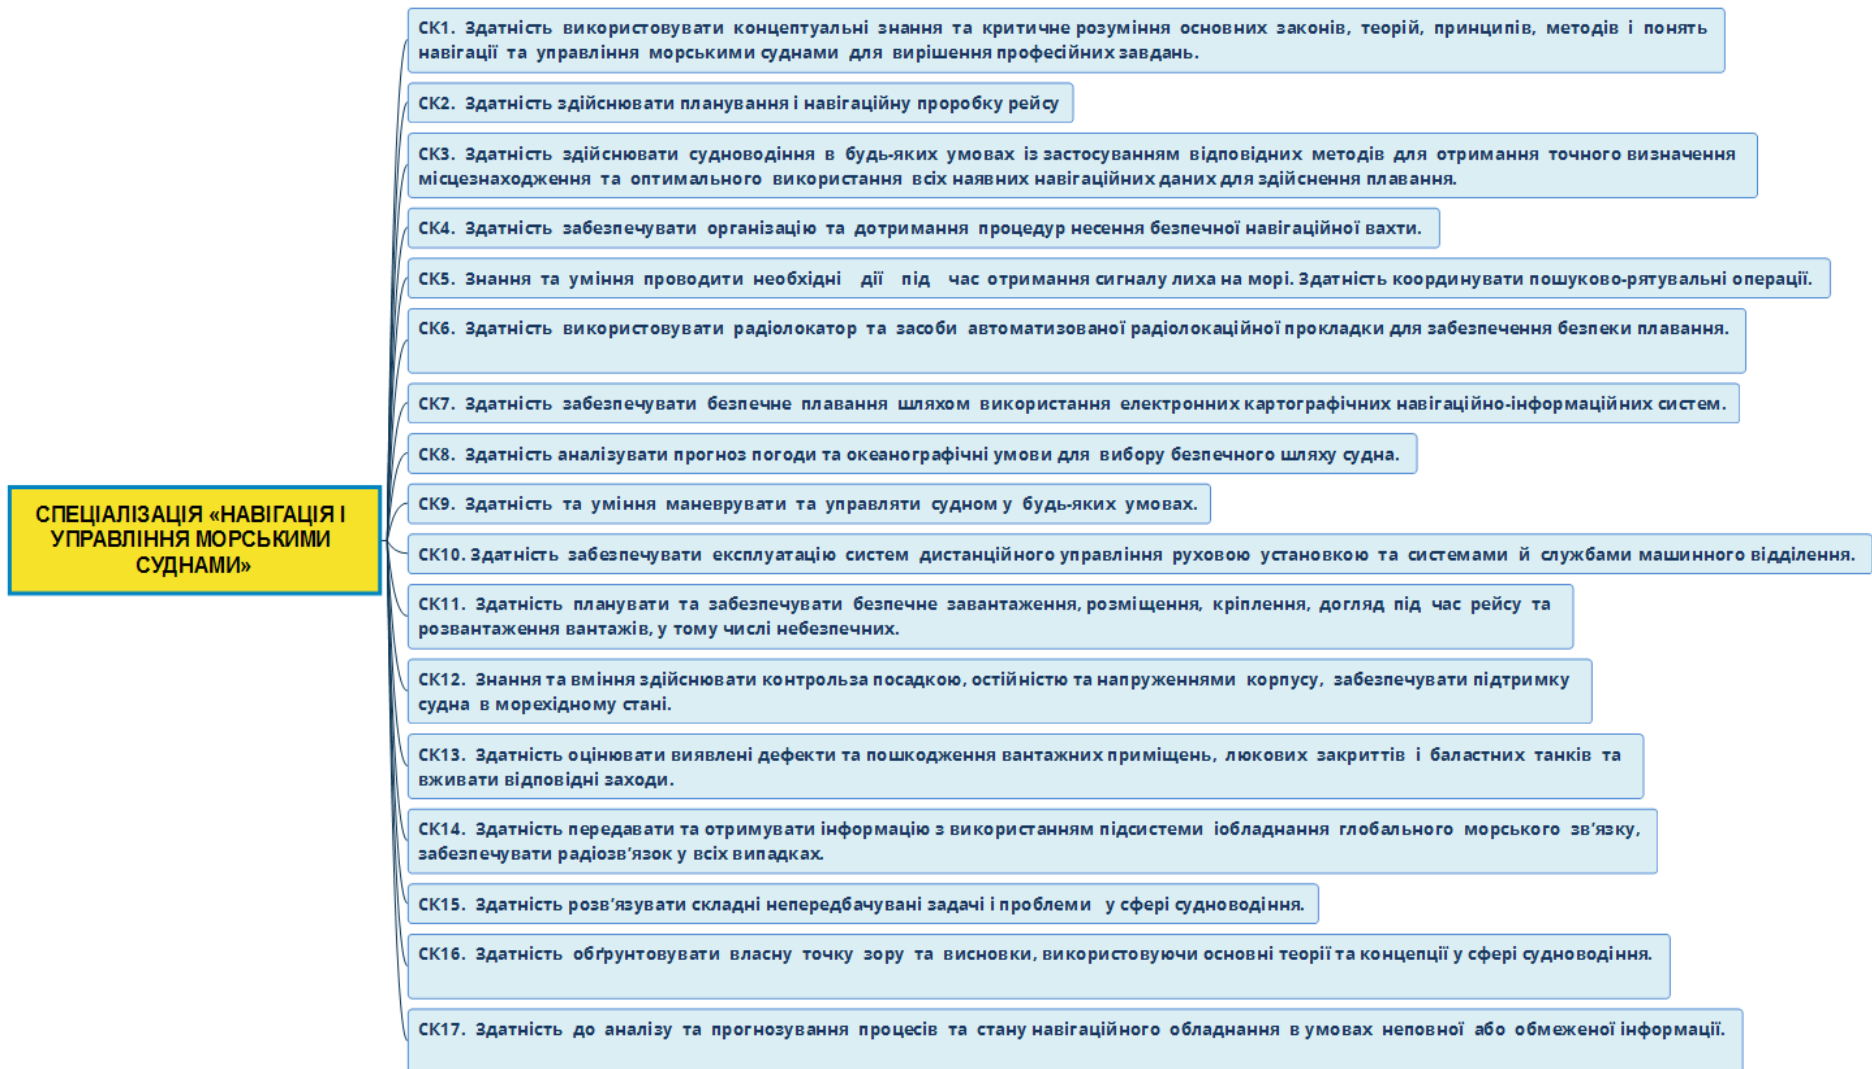 СК1. Здатність використовувати концептуальні знання та критичне розуміння основних законів, теорій, принципів, методів і понять
навігації та управління морськими суднами для вирішення професійних завдань.
СК2. Здатність здійснювати планування і навігаційну проробку рейсу
СК3. Здатність здійснювати судноводіння в будь-яких умовах із застосуванням відповідних методів для отримання точного визначення
місцезнаходження та оптимального використання всіх наявних навігаційних даних для здійснення плавання.
СК4. Здатність забезпечувати організацію та дотримання процедур несення безпечної навігаційної вахти.
СК5. Знання та уміння проводити необхідні дії під час отримання сигналу лиха на морі. Здатність координувати пошуково-рятувальні операції.
СК6. Здатність використовувати радіолокатор та засоби автоматизованої радіолокаційної прокладки для забезпечення безпеки плавання.
СК7. Здатність забезпечувати безпечне плавання шляхом використання електронних картографічних навігаційно-інформаційних систем.
СК8. Здатність аналізувати прогноз погоди та океанографічні умови для вибору безпечного шляху судна.
СК9. Здатність та уміння маневрувати та управляти судном у будь-яких умовах.
СПЕЦІАЛІЗАЦІЯ «НАВІГАЦІЯ І
УПРАВЛІННЯ МОРСЬКИМИ
СУДНАМИ»
СК10. Здатність забезпечувати експлуатацію систем дистанційного управління руховою установкою та системами й службами машинного відділення.
СК11. Здатність планувати та забезпечувати безпечне завантаження, розміщення, кріплення, догляд під час рейсу та
розвантаження вантажів, у тому числі небезпечних.
СК12. Знання та вміння здійснювати контрольза посадкою, остійністю та напруженнями корпусу, забезпечувати підтримку
судна в морехідному стані.
СК13. Здатність оцінювати виявлені дефекти та пошкодження вантажних приміщень, люкових закриттів і баластних танків та
вживати відповідні заходи.
СК14. Здатність передавати та отримувати інформацію з використанням підсистеми іобладнання глобального морського зв’язку,
забезпечувати радіозв’язок у всіх випадках.
СК15. Здатність розв’язувати складні непередбачувані задачі і проблеми у сфері судноводіння.
СК16. Здатність обґрунтовувати власну точку зору та висновки, використовуючи основні теорії та концепції у сфері судноводіння.
СК17. Здатність до аналізу та прогнозування процесів та стану навігаційного обладнання в умовах неповної або обмеженої інформації.